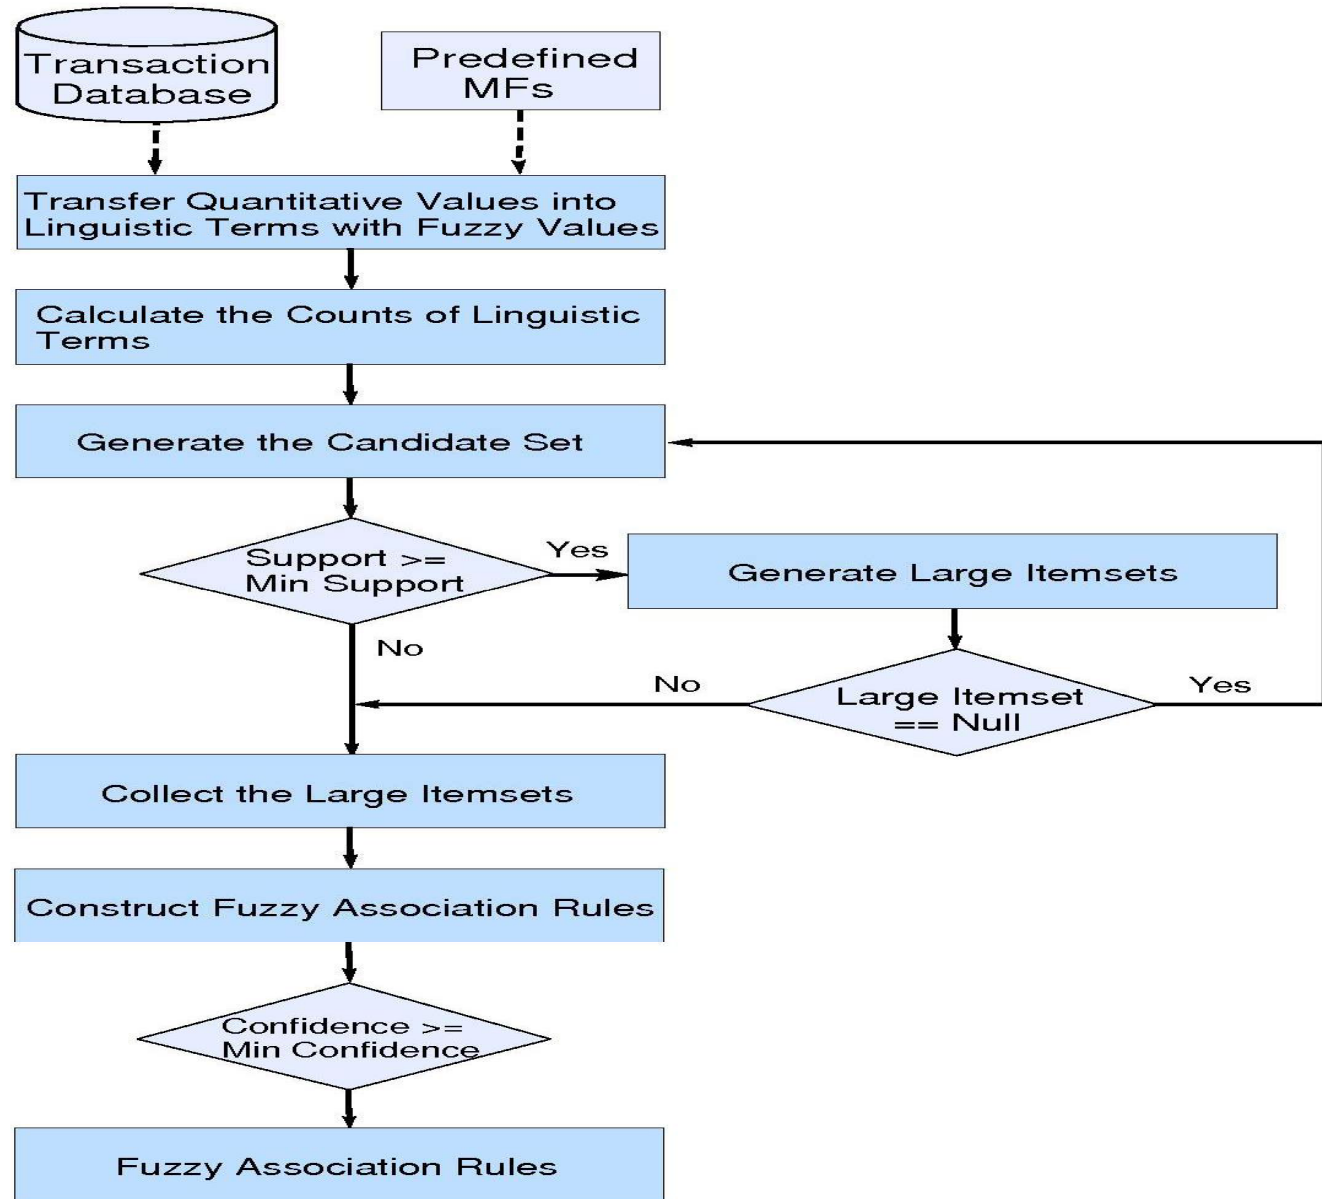 Transaction
Database
Predefined
MFs
Transfer Quantitative Values into
Linguistic Terms with Fuzzy Values
Calculate the Counts of Linguistic
Terms
Generate the Candidate Set
Support >=
Min Support
Yes
Generate Large Itemsets
No
No
Large Itemset
== Null
Yes
Collect the Large Itemsets
Construct Fuzzy Association Rules
Confidence >=
Min Confidence
Fuzzy Association Rules